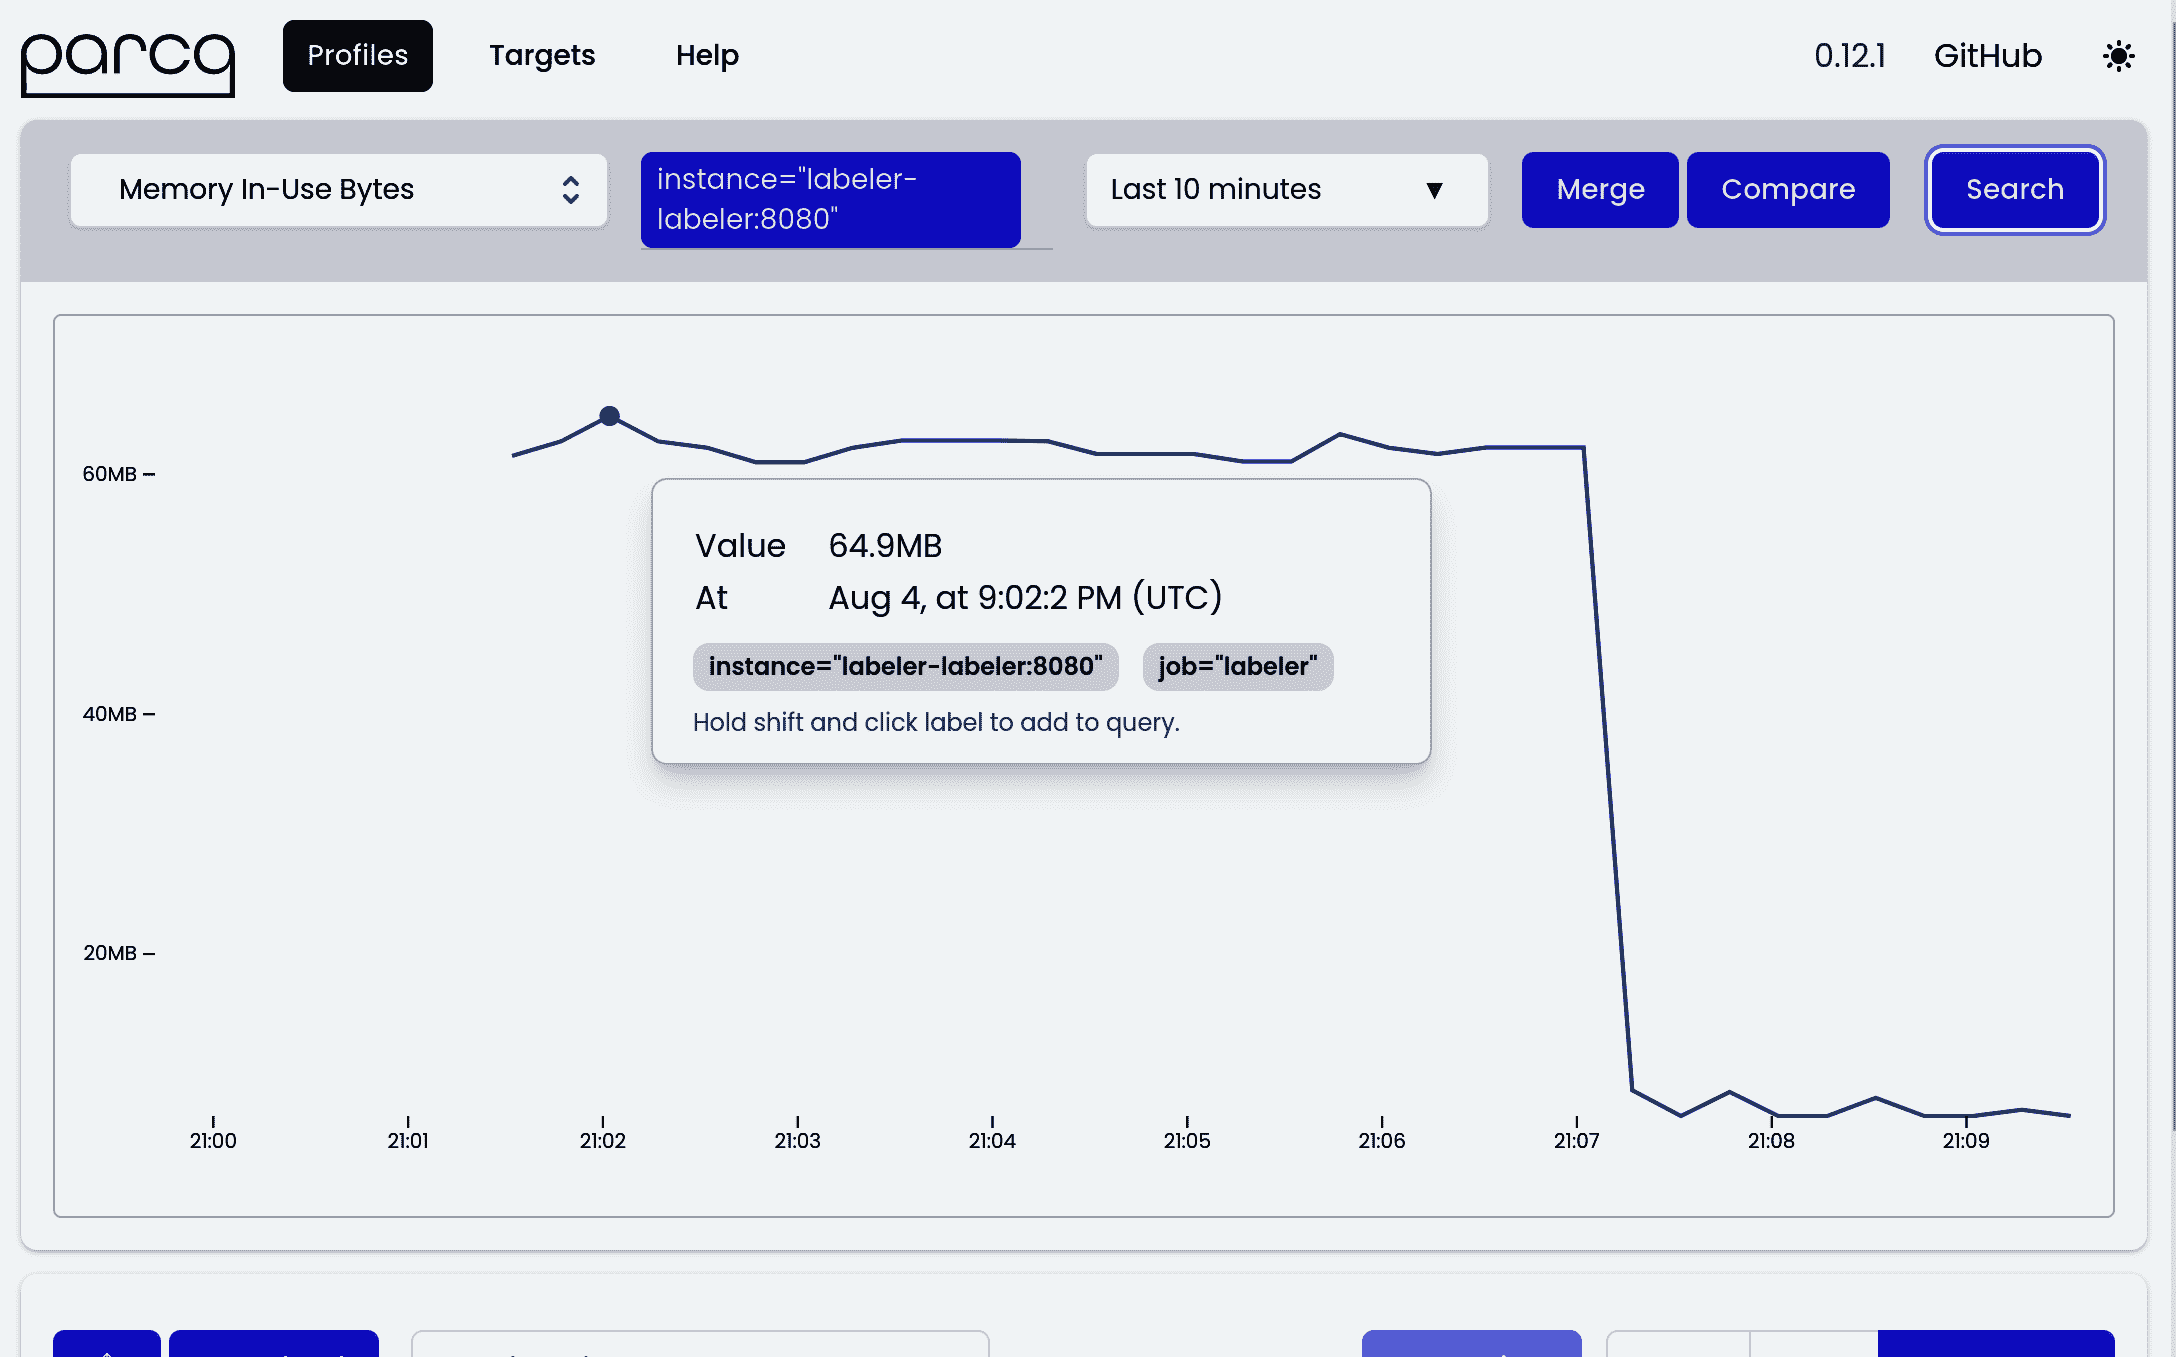 parca Profiles Targets Help 0.12.1 GitHub
Memory In-Use Bytes
instance="labeler-
labeler:8080"
Last 10 minutes ▼
Merge Compare Search
60MB
40MB
20MB
Value 64.9MB
At Aug 4, at 9:02:2 PM (UTC)
instance="labeler-labeler:8080" job="labeler"
Hold shift and click label to add to query.
21:00 21:01 21:02 21:03 21:04 21:05 21:06 21:07 21:08 21:09